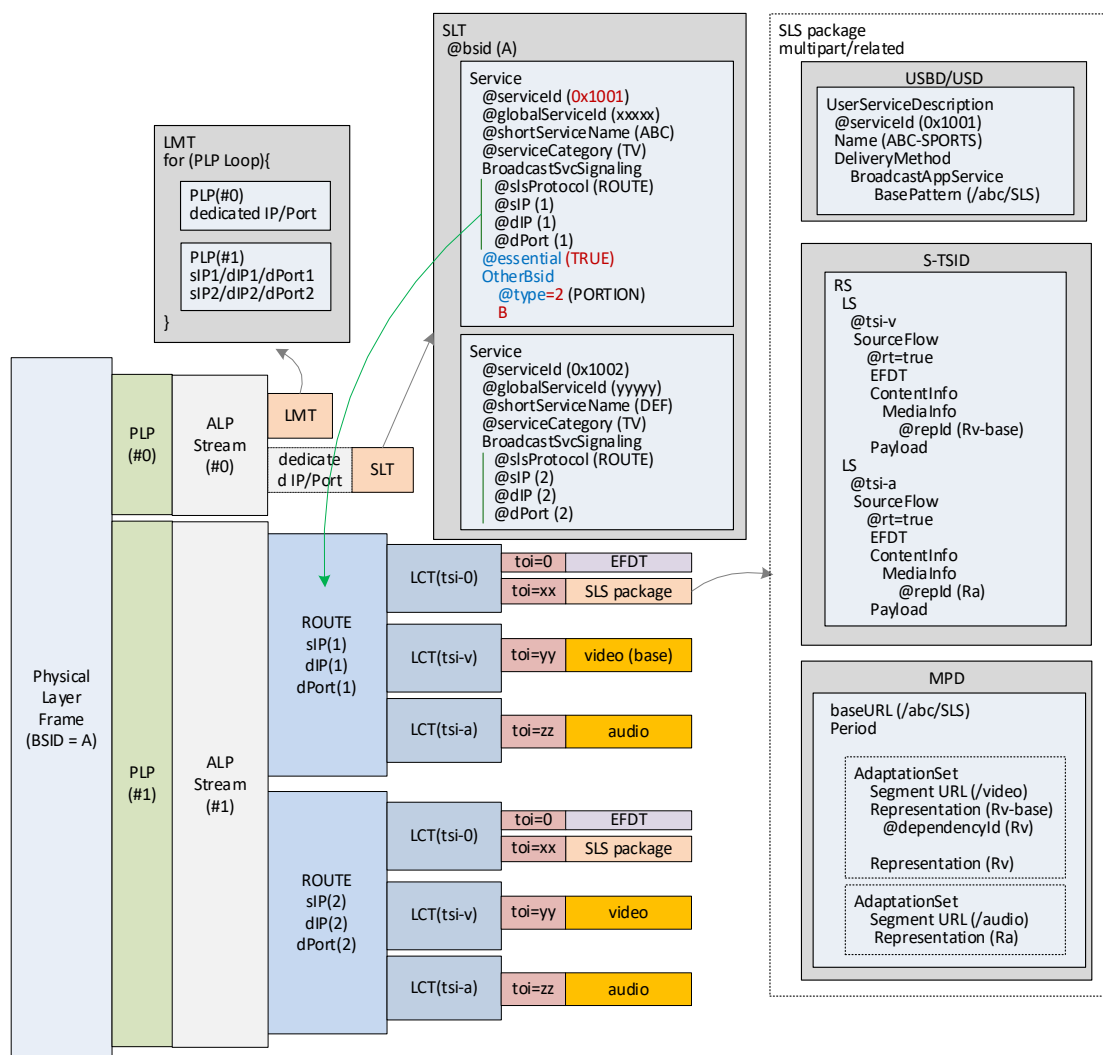 SLT
@bsid (A)
Service
@serviceId (0x1001)
@globalServiceId (xxxxx)
@shortServiceName (ABC)
@serviceCategory (TV)
BroadcastSvcSignaling
@slsProtocol (ROUTE)
@sIP (1)
@dIP (1)
@dPort (1)
@essential (TRUE)
OtherBsid
@type=2 (PORTION)
B
Service
@serviceId (0x1002)
@globalServiceId (yyyyy)
@shortServiceName (DEF)
@serviceCategory (TV)
BroadcastSvcSignaling
@slsProtocol (ROUTE)
@sIP (2)
@dIP (2)
@dPort (2)
LMT
for (PLP Loop){
PLP(#0)
dedicated IP/Port
PLP(#1)
sIP1/dIP1/dPort1
sIP2/dIP2/dPort2
}
Physical
Layer
Frame
(BSID = A)
PLP
(#0)
ALP
Stream
(#0)
LMT
dedicate
d IP/Port
SLT
PLP
(#1)
ALP
Stream
(#1)
ROUTE
sIP(1)
dIP(1)
dPort(1)
LCT(tsi-0)
toi=0
EFDT
toi=xx
SLS package
LCT(tsi-v)
toi=yy
video (base)
LCT(tsi-a)
toi=zz
audio
ROUTE
sIP(2)
dIP(2)
dPort(2)
LCT(tsi-0)
toi=0
EFDT
toi=xx
SLS package
LCT(tsi-v)
toi=yy
video
LCT(tsi-a)
toi=zz
audio
SLS package
multipart/related
USBD/USD
UserServiceDescription
@serviceId (0x1001)
Name (ABC-SPORTS)
DeliveryMethod
BroadcastAppService
BasePattern (/abc/SLS)
S-TSID
RS
LS
@tsi-v
SourceFlow
@rt=true
EFDT
ContentInfo
MediaInfo
@repId (Rv-base)
Payload
LS
@tsi-a
SourceFlow
@rt=true
EFDT
ContentInfo
MediaInfo
@repId (Ra)
Payload
MPD
baseURL (/abc/SLS)
Period
AdaptationSet
Segment URL (/video)
Representation (Rv-base)
@dependencyId (Rv)
Representation (Rv)
AdaptationSet
Segment URL (/audio)
Representation (Ra)